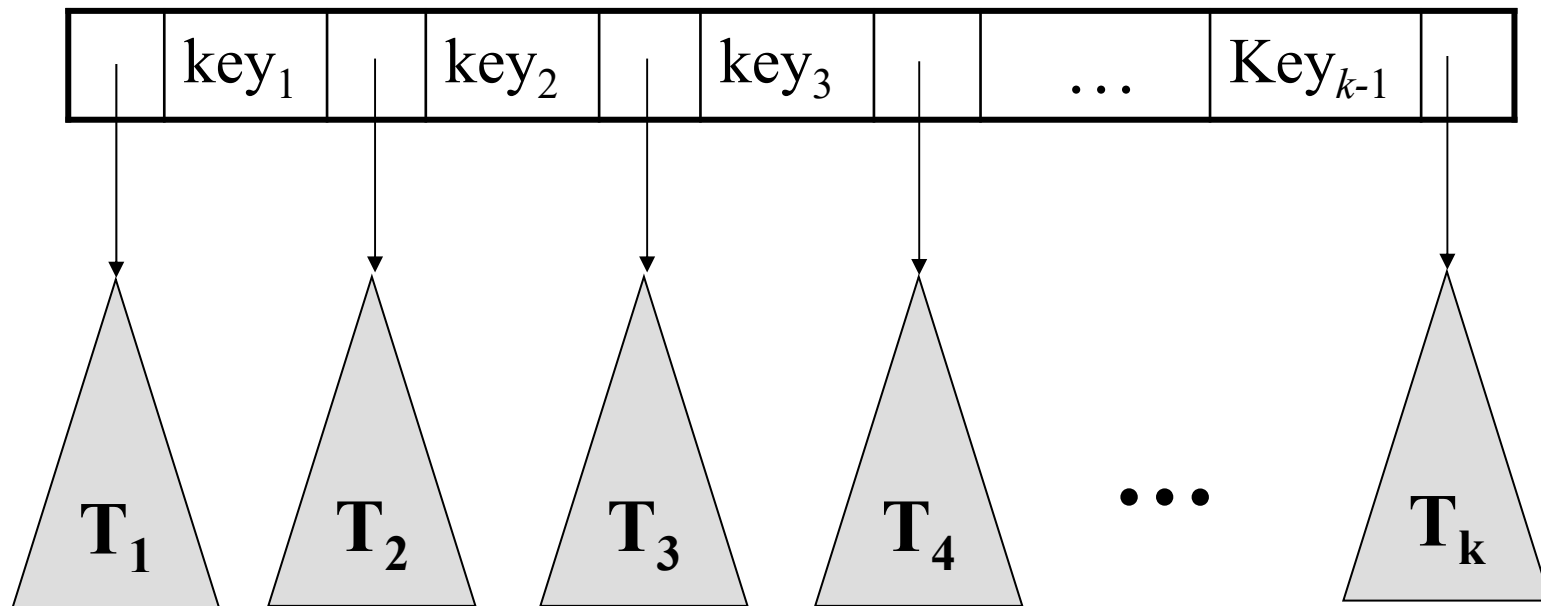 key₁ key₂ key₃ … Keyₖ₋₁
T₁ T₂ T₃ T₄ ••• Tₖ